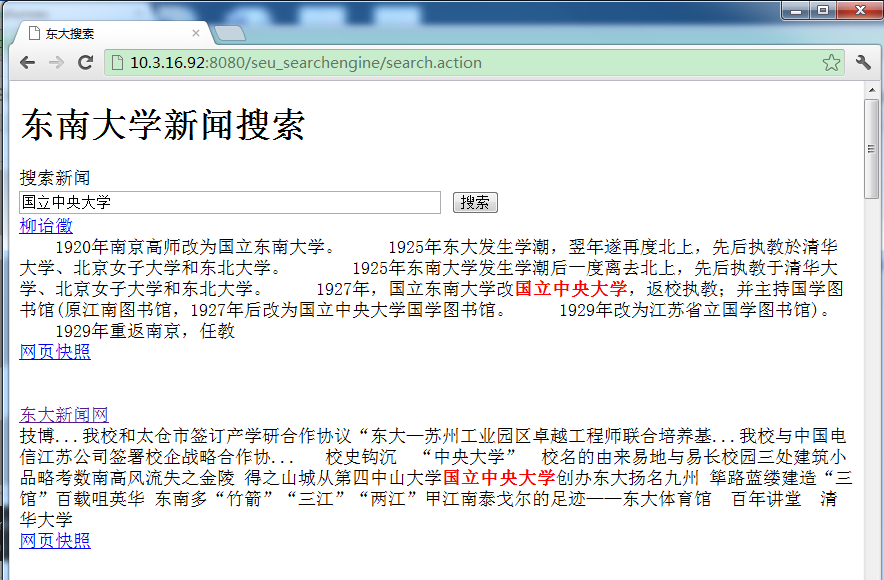 东大搜索
10.3.16.92:8080/seu_searchengine/search.action
东南大学新闻搜索
搜索新闻
国立中央大学 搜索
柳诒徵
1920年南京高师改为国立东南大学。 1925年东大发生学潮，翌年遂再度北上，先后执教於清华
大学、北京女子大学和东北大学。 1925年东南大学发生学潮后一度离去北上，先后执教于清华大
学、北京女子大学和东北大学。 1927年，国立东南大学改国立中央大学，返校执教；并主持国学图
书馆(原江南图书馆，1927年后改为国立中央大学国学图书馆。 1929年改为江苏省立国学图书馆)。
1929年重返南京，任教
网页快照
东大新闻网
技博...我校和太仓市签订产学研合作协议“东大—苏州工业园区卓越工程师联合培养基...我校与中国电
信江苏公司签署校企战略合作协... 校史钩沉 “中央大学” 校名的由来易地与易长校园三处建筑小
品略考数南高风流失之金陵 得之山城从第四中山大学国立中央大学创办东大扬名九州 筚路蓝缕建造“三
馆”百载咀英华 东南多“竹箭”“三江”“两江”甲江南泰戈尔的足迹——东大体育馆 百年讲堂 清
华大学
网页快照